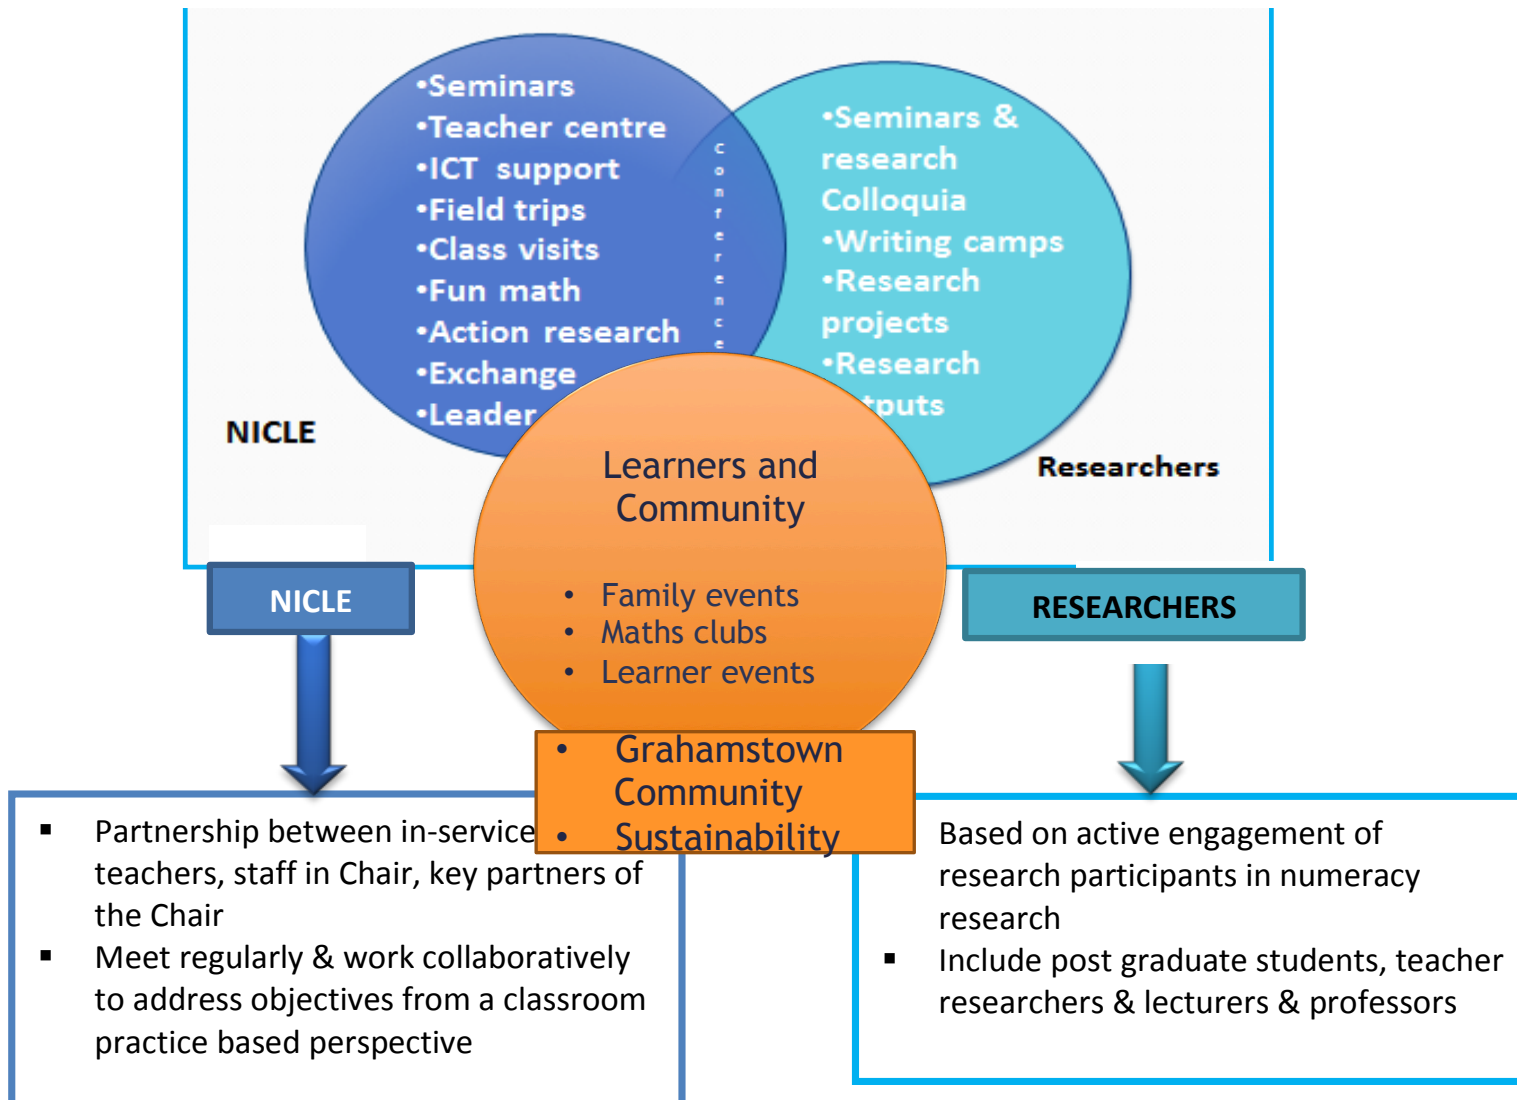 •Seminars
•Teacher centre
•ICT support
•Field trips
•Class visits
•Fun math
•Action research
•Exchange
•Leader
conference
•Seminars &
research
Colloquia
•Writing camps
•Research
projects
•Research
tputs
NICLE
Researchers
Learners and
Community
• Family events
• Maths clubs
• Learner events
NICLE
RESEARCHERS
• Grahamstown
Community
• Sustainability
▪ Partnership between in-service
teachers, staff in Chair, key partners of
the Chair
▪ Meet regularly & work collaboratively
to address objectives from a classroom
practice based perspective
Based on active engagement of
research participants in numeracy
research
▪ Include post graduate students, teacher
researchers & lecturers & professors